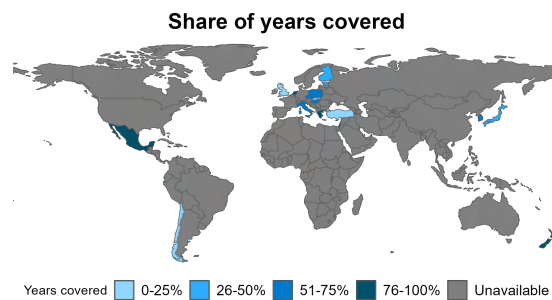 Share of years covered
Years covered 0-25% 26-50% 51-75% 76-100% Unavailable